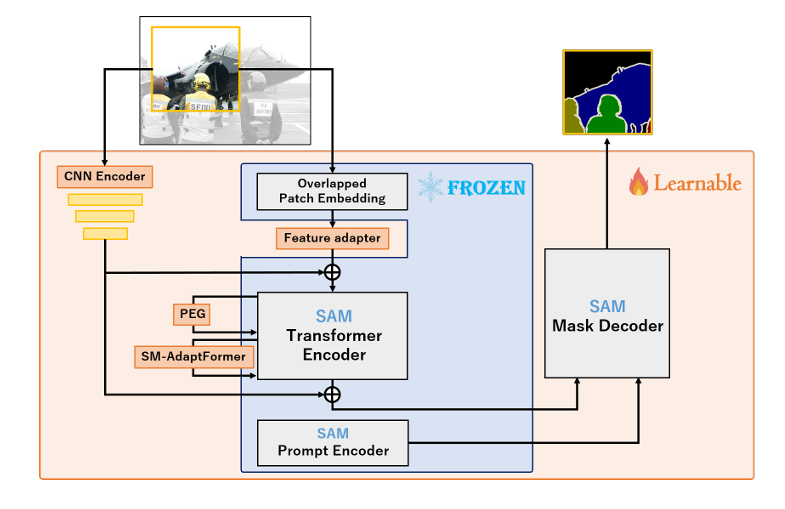 SFDO
CNN Encoder
Overlapped
Patch Embedding
FROZEN
Learnable
Feature adapter
PEG
SM-AdaptFormer
SAM
Transformer
Encoder
SAM
Mask Decoder
SAM
Prompt Encoder